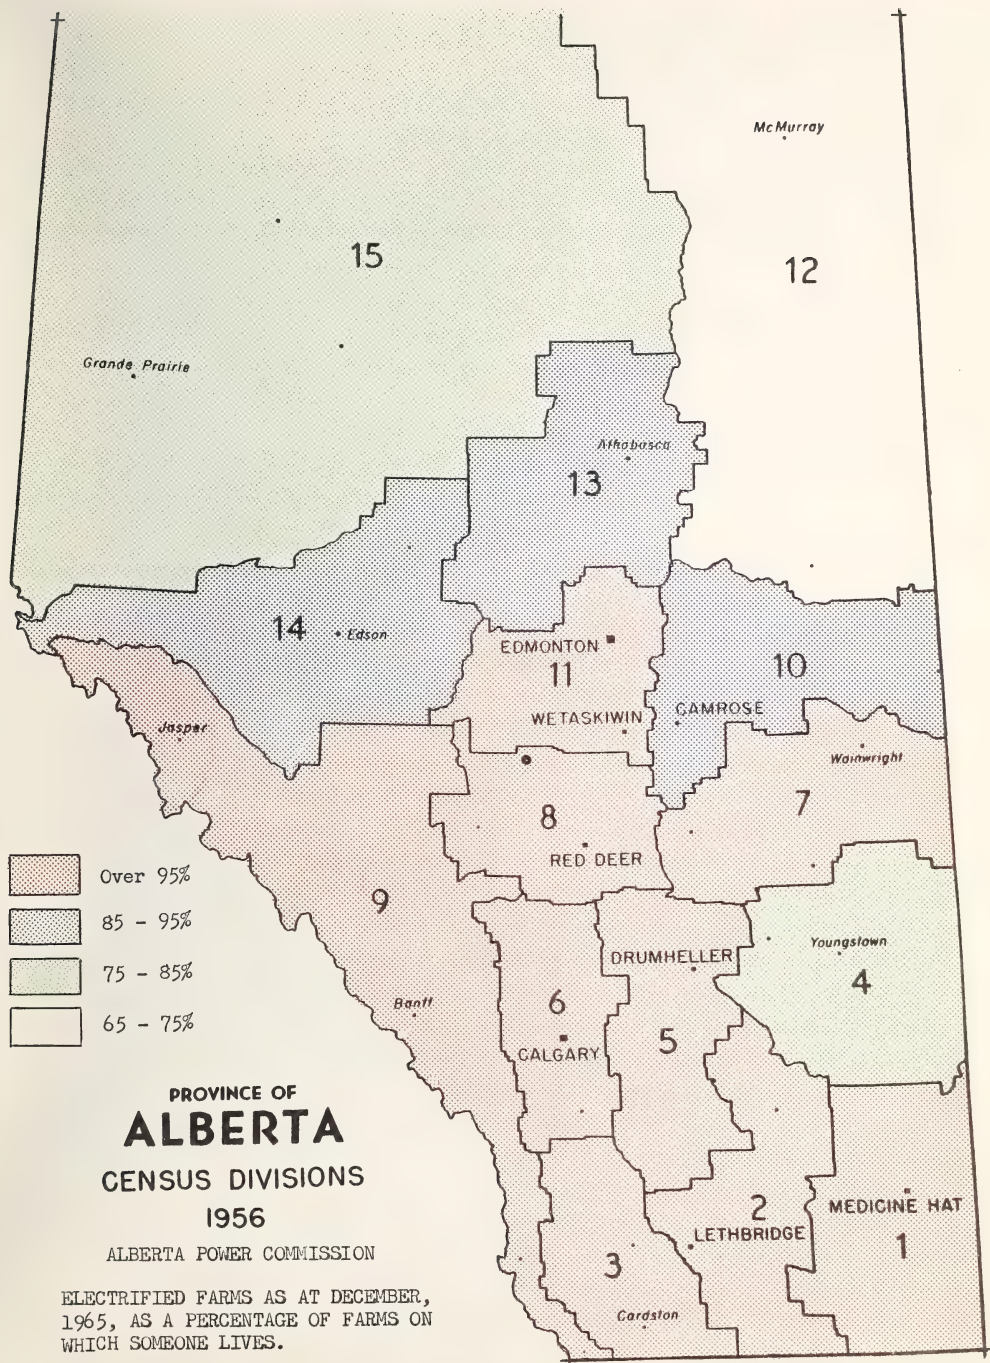 McMurray
15
12
Grande Prairie
Athabasca
13
14
Edson
EDMONTON
11
10
WETASKIWIN
CAMROSE
Jasper
Wainwright
7
8
RED DEER
Over 95%
85 - 95%
75 - 85%
65 - 75%
9
DRUMHELLER
Youngstown
4
Banff
6
CALGARY
5
PROVINCE OF
ALBERTA
CENSUS DIVISIONS
1956
ALBERTA POWER COMMISSION
ELECTRIFIED FARMS AS AT DECEMBER,
1965, AS A PERCENTAGE OF FARMS ON
WHICH SOMEONE LIVES.
2
LETHBRIDGE
MEDICINE HAT
1
3
Cardston